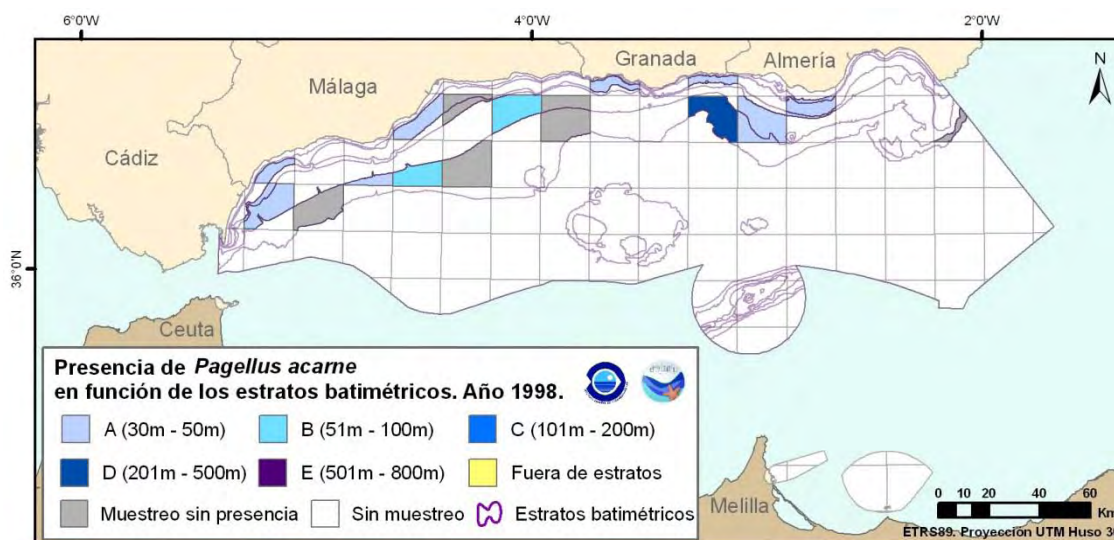 6°0'W 4°0'W 2°0'W
Granada Almería
N
Málaga
Cádiz
36°0'N
Ceuta
Presencia de Pagellus acarne
en función de los estratos batimétricos. Año 1998.
A (30m - 50m) B (51m - 100m) C (101m - 200m)
D (201m - 500m) E (501m - 800m) Fuera de estratos
Muestreo sin presencia Sin muestreo Estratos batimétricos
Melilla
0 10 20 40 60
Km
ETRS89. Proyección UTM Huso 3